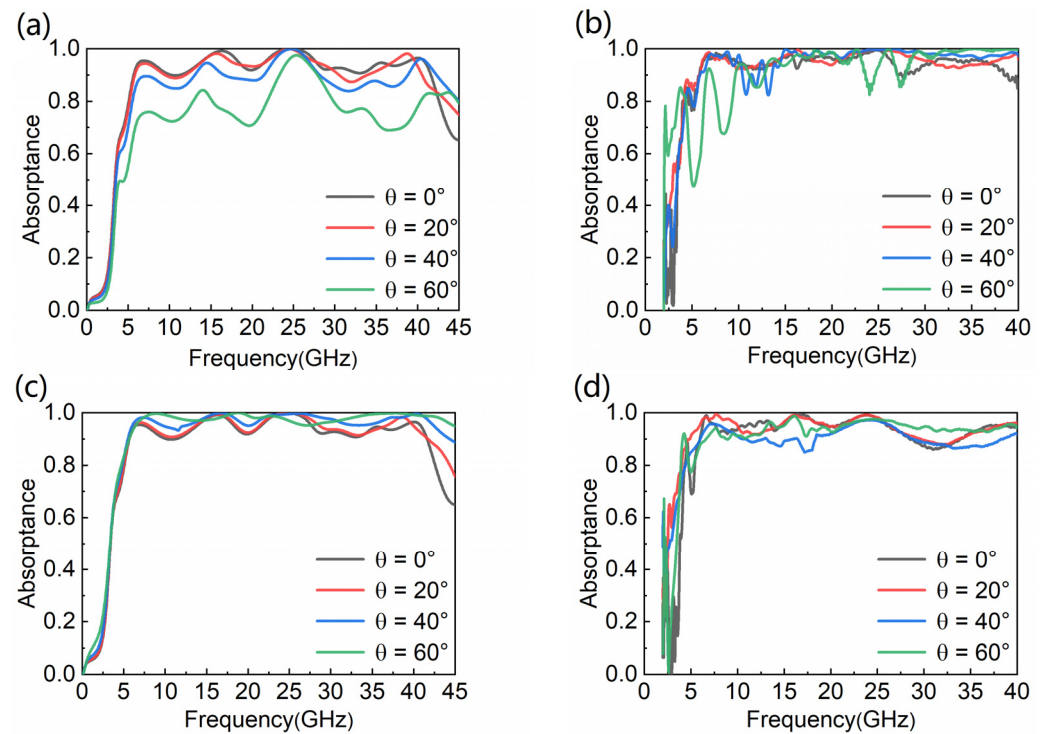 (a)
Absorptance
1.0
0.8
0.6
0.4
0.2
0.0
θ = 0°
θ = 20°
θ = 40°
θ = 60°
0 5 10 15 20 25 30 35 40 45
Frequency(GHz)
(b)
Absorptance
1.0
0.8
0.6
0.4
0.2
0.0
θ = 0°
θ = 20°
θ = 40°
θ = 60°
0 5 10 15 20 25 30 35 40
Frequency(GHz)
(c)
Absorptance
1.0
0.8
0.6
0.4
0.2
0.0
θ = 0°
θ = 20°
θ = 40°
θ = 60°
0 5 10 15 20 25 30 35 40 45
Frequency(GHz)
(d)
Absorptance
1.0
0.8
0.6
0.4
0.2
0.0
θ = 0°
θ = 20°
θ = 40°
θ = 60°
0 5 10 15 20 25 30 35 40
Frequency(GHz)